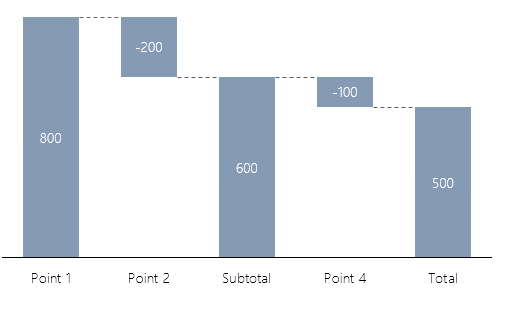 -200
-100
800
600
500
Point 1
Point 2
Subtotal
Point 4
Total